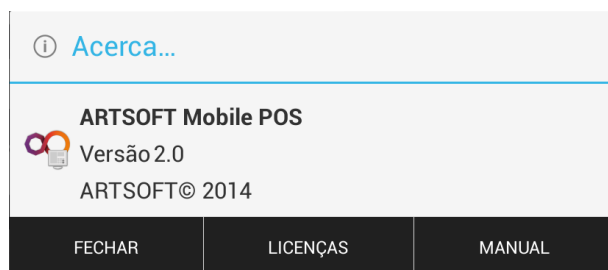 Acerca...
ARTSOFT Mobile POS
Versão 2.0
ARTSOFT© 2014
FECHAR LICENÇAS MANUAL